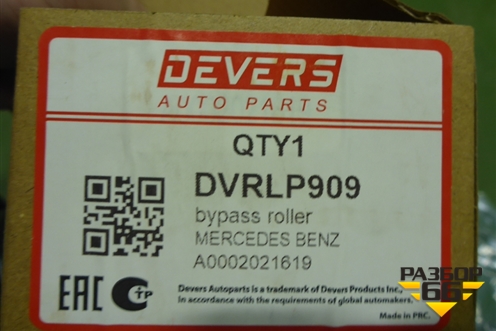 DEVERS
AUTO PARTS
QTY1
DVRLP909
bypass roller
MERCEDES BENZ
A0002021619
EAC
CTP
Devers Autoparts is a trademark of Devers Products Inc.,
in accordance with the requirements of global automakers.
Made in PRC.
РАЗБОР
66